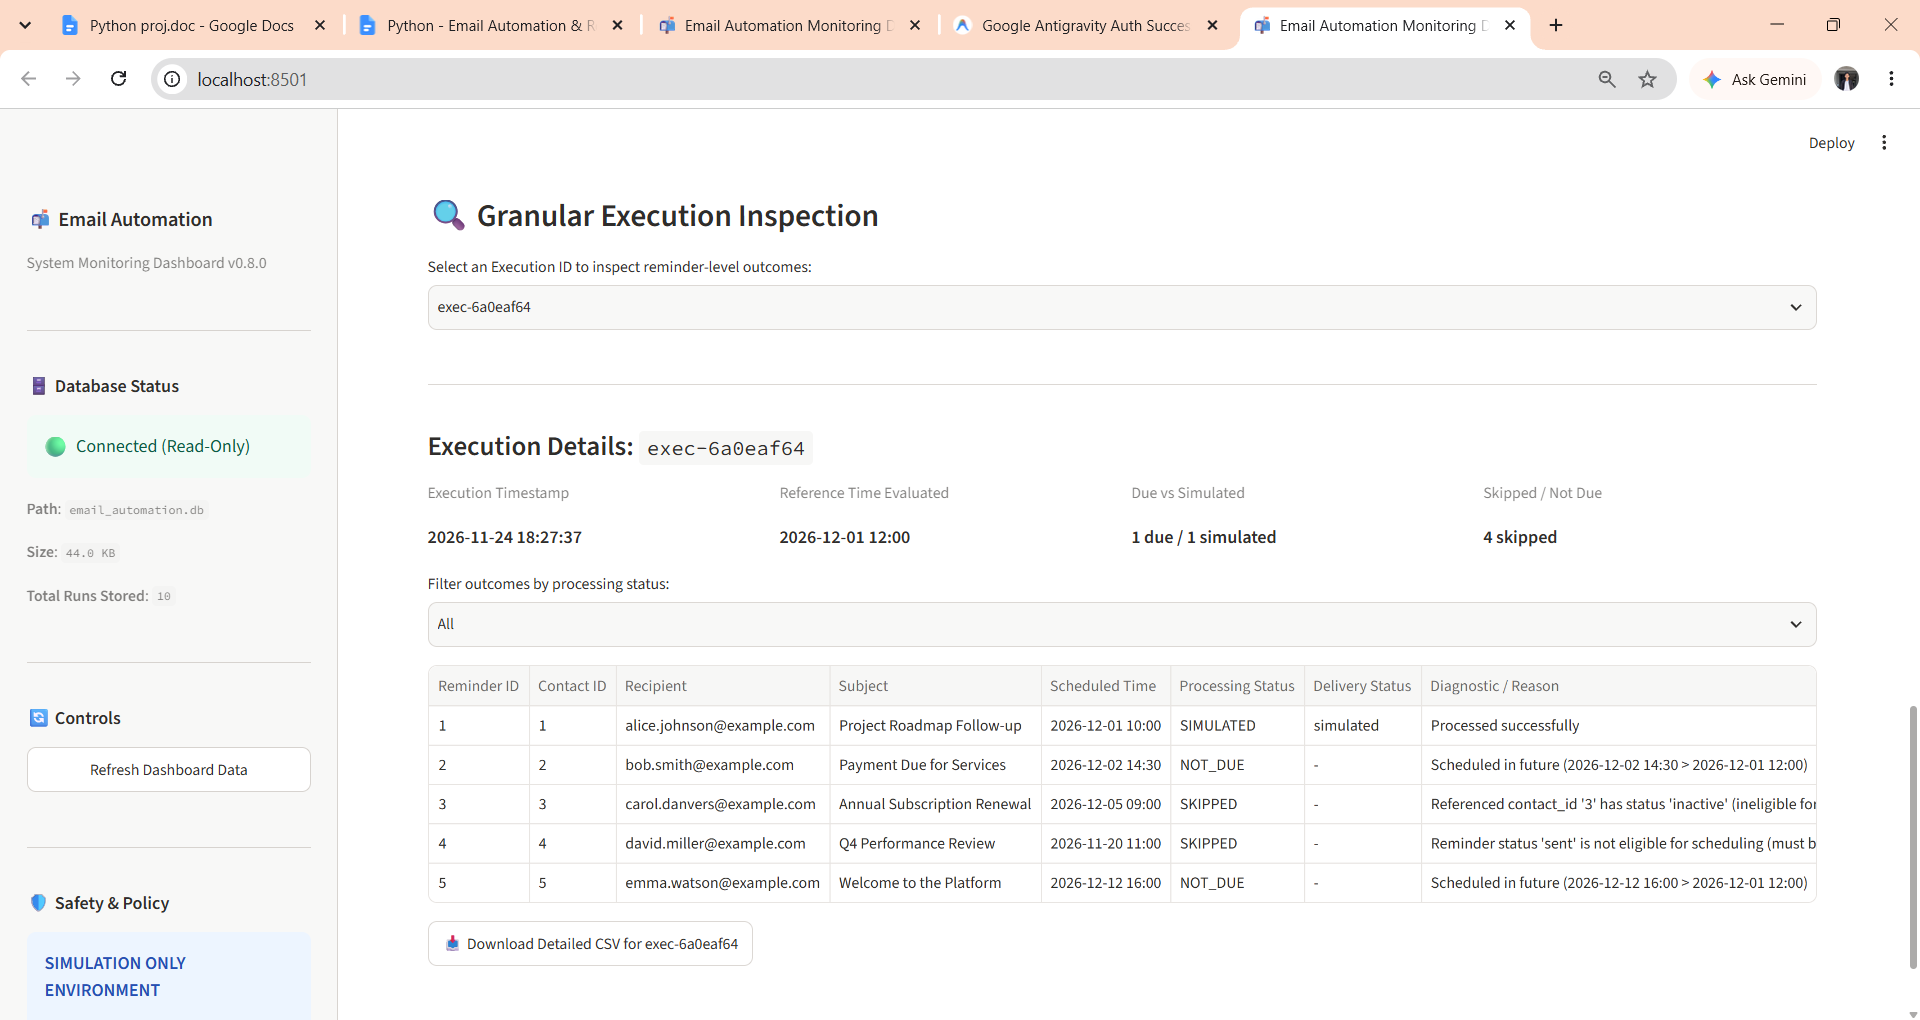 Python proj.doc - Google Docs
Python - Email Automation & R
Email Automation Monitoring D
Google Antigravity Auth Succes
Email Automation Monitoring D
localhost:8501
Ask Gemini
Deploy
Email Automation
System Monitoring Dashboard v0.8.0
Database Status
Connected (Read-Only)
Path: email_automation.db
Size: 44.0 KB
Total Runs Stored: 10
Controls
Refresh Dashboard Data
Safety & Policy
SIMULATION ONLY
ENVIRONMENT
Granular Execution Inspection
Select an Execution ID to inspect reminder-level outcomes:
exec-6a0eaf64
Execution Details: exec-6a0eaf64
Execution Timestamp Reference Time Evaluated Due vs Simulated Skipped / Not Due
2026-11-24 18:27:37 2026-12-01 12:00 1 due / 1 simulated 4 skipped
Filter outcomes by processing status:
All
Reminder ID Contact ID Recipient Subject Scheduled Time Processing Status Delivery Status Diagnostic / Reason
1 1 alice.johnson@example.com Project Roadmap Follow-up 2026-12-01 10:00 SIMULATED simulated Processed successfully
2 2 bob.smith@example.com Payment Due for Services 2026-12-02 14:30 NOT_DUE - Scheduled in future (2026-12-02 14:30 > 2026-12-01 12:00)
3 3 carol.danvers@example.com Annual Subscription Renewal 2026-12-05 09:00 SKIPPED - Referenced contact_id '3' has status 'inactive' (ineligible for
4 4 david.miller@example.com Q4 Performance Review 2026-11-20 11:00 SKIPPED - Reminder status 'sent' is not eligible for scheduling (must b
5 5 emma.watson@example.com Welcome to the Platform 2026-12-12 16:00 NOT_DUE - Scheduled in future (2026-12-12 16:00 > 2026-12-01 12:00)
Download Detailed CSV for exec-6a0eaf64